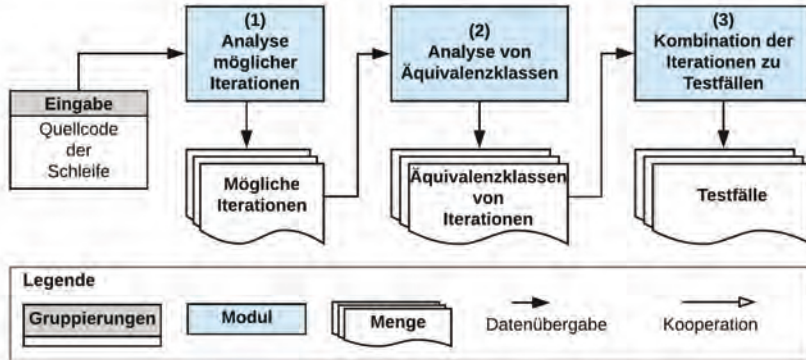 (1)
Analyse
möglicher
Iterationen
(2)
Analyse von
Äquivalenzklassen
(3)
Kombination der
Iterationen zu
Testfällen
Eingabe
Quellcode
der
Schleife
Mögliche
Iterationen
Äquivalenzklassen
von
Iterationen
Testfälle
Legende
Gruppierungen
Modul
Menge
Datenübergabe
Kooperation